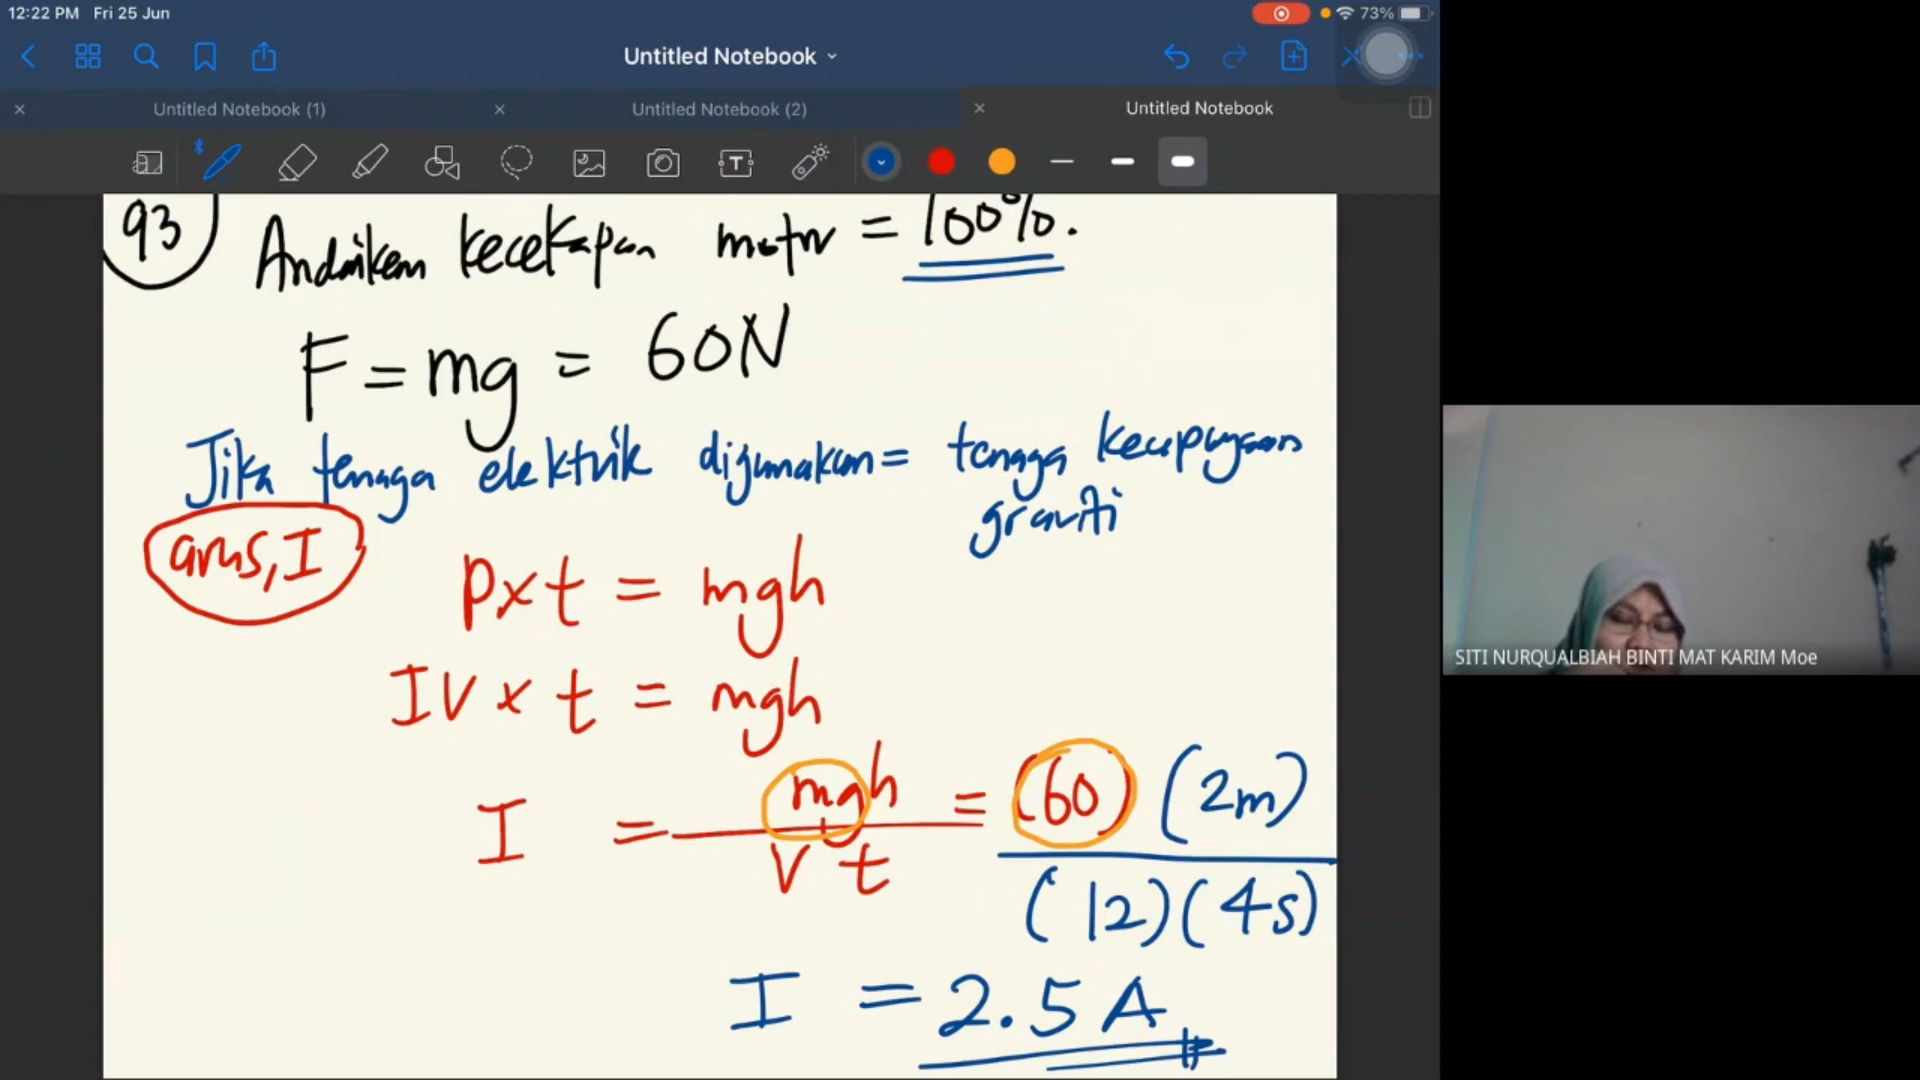 12:22 PM Fri 25 Jun
73%
Untitled Notebook
Untitled Notebook (1)
Untitled Notebook (2)
Untitled Notebook
93
Andaikan kecekapan motor = 100%.
F = mg = 60N
Jika tenaga elektrik digunakan = tenaga keupayaan
graviti
arus, I
P x t = mgh
IV x t = mgh
I = mgh = (60) (2m)
V t (12)(4s)
I = 2.5 A
SITI NURQUALBIAH BINTI MAT KARIM Moe